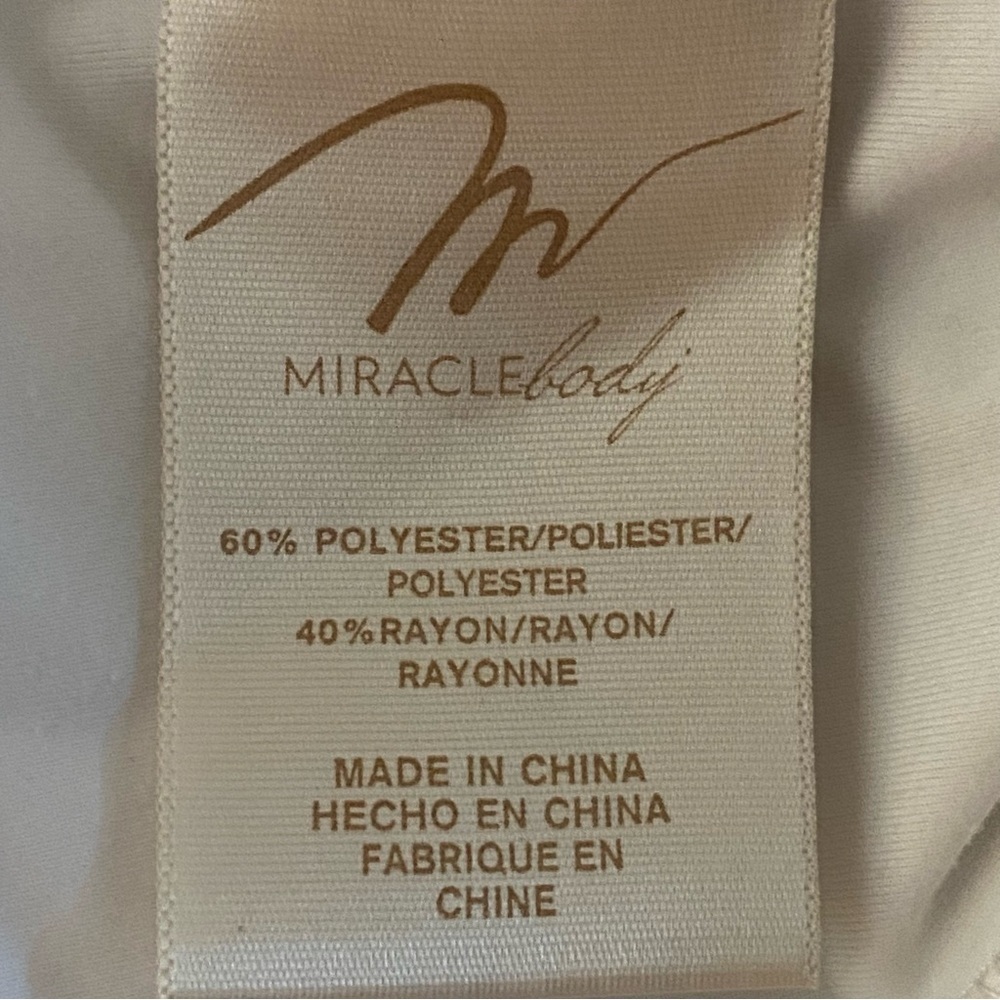 MIRACLEbody
60% POLYESTER/POLIESTER/
POLYESTER
40%RAYON/RAYON/
RAYONNE
MADE IN CHINA
HECHO EN CHINA
FABRIQUE EN
CHINE